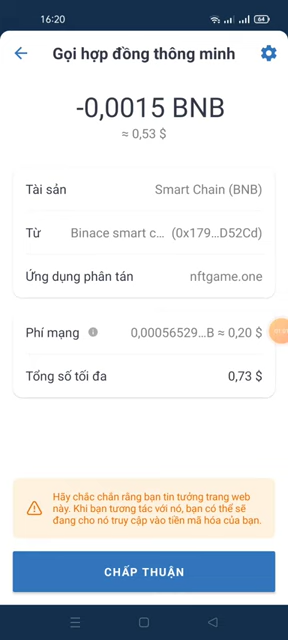 16:20
64
Gọi hợp đồng thông minh
-0,0015 BNB
≈ 0,53 $
Tài sản Smart Chain (BNB)
Từ Binace smart c... (0x179...D52Cd)
Ứng dụng phân tán nftgame.one
Phí mạng 0,00056529...B ≈ 0,20 $
Tổng số tối đa 0,73 $
Hãy chắc chắn rằng bạn tin tưởng trang web
này. Khi bạn tương tác với nó, bạn có thể sẽ
đang cho nó truy cập vào tiền mã hóa của bạn.
CHẤP THUẬN